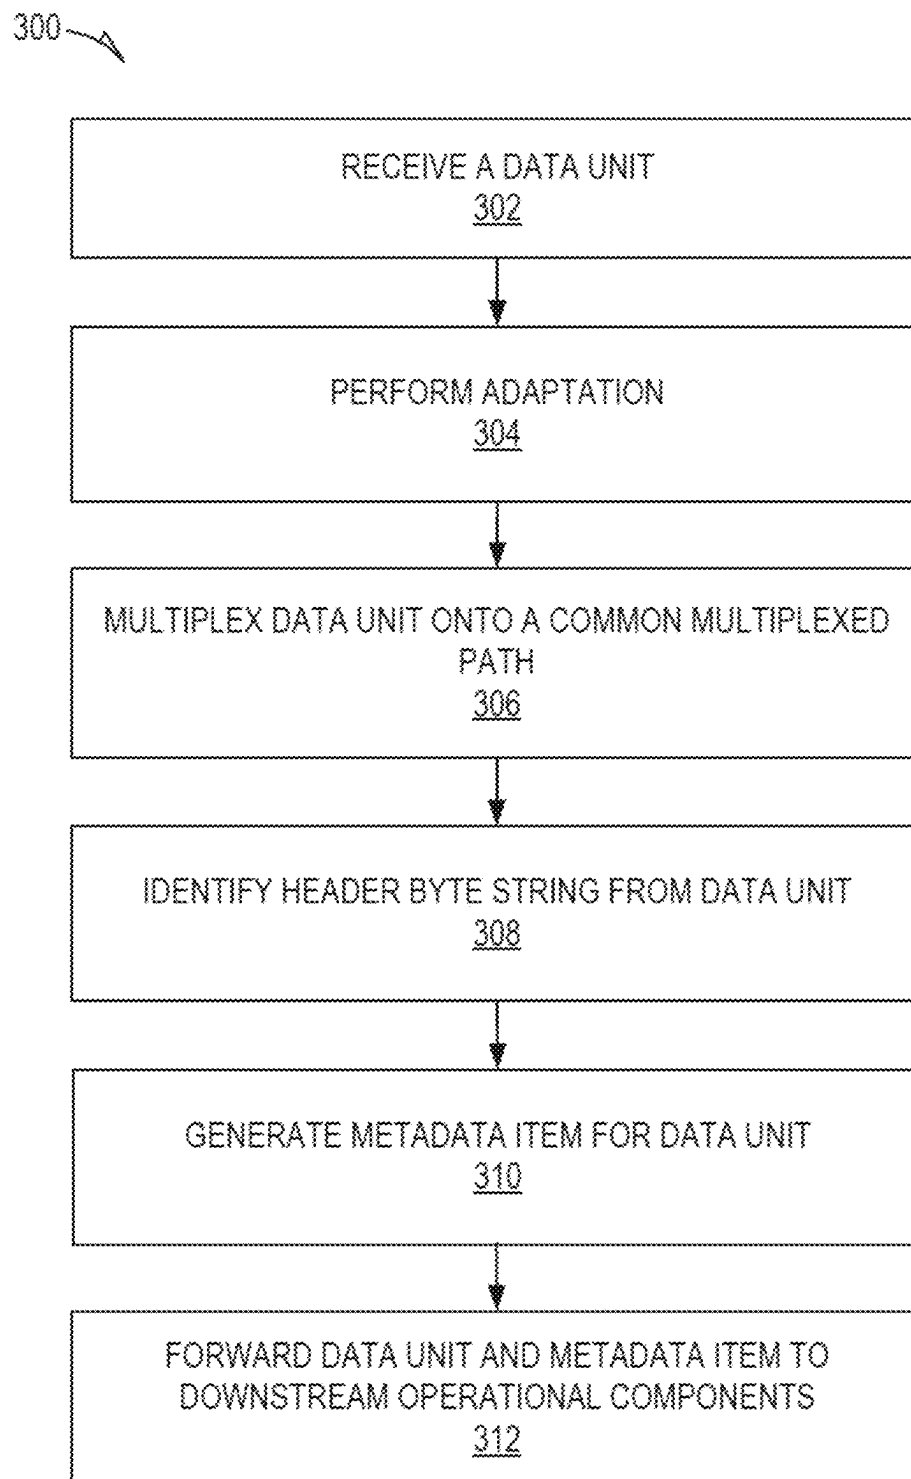 300
RECEIVE A DATA UNIT
302
PERFORM ADAPTATION
304
MULTIPLEX DATA UNIT ONTO A COMMON MULTIPLEXED
PATH
306
IDENTIFY HEADER BYTE STRING FROM DATA UNIT
308
GENERATE METADATA ITEM FOR DATA UNIT
310
FORWARD DATA UNIT AND METADATA ITEM TO
DOWNSTREAM OPERATIONAL COMPONENTS
312